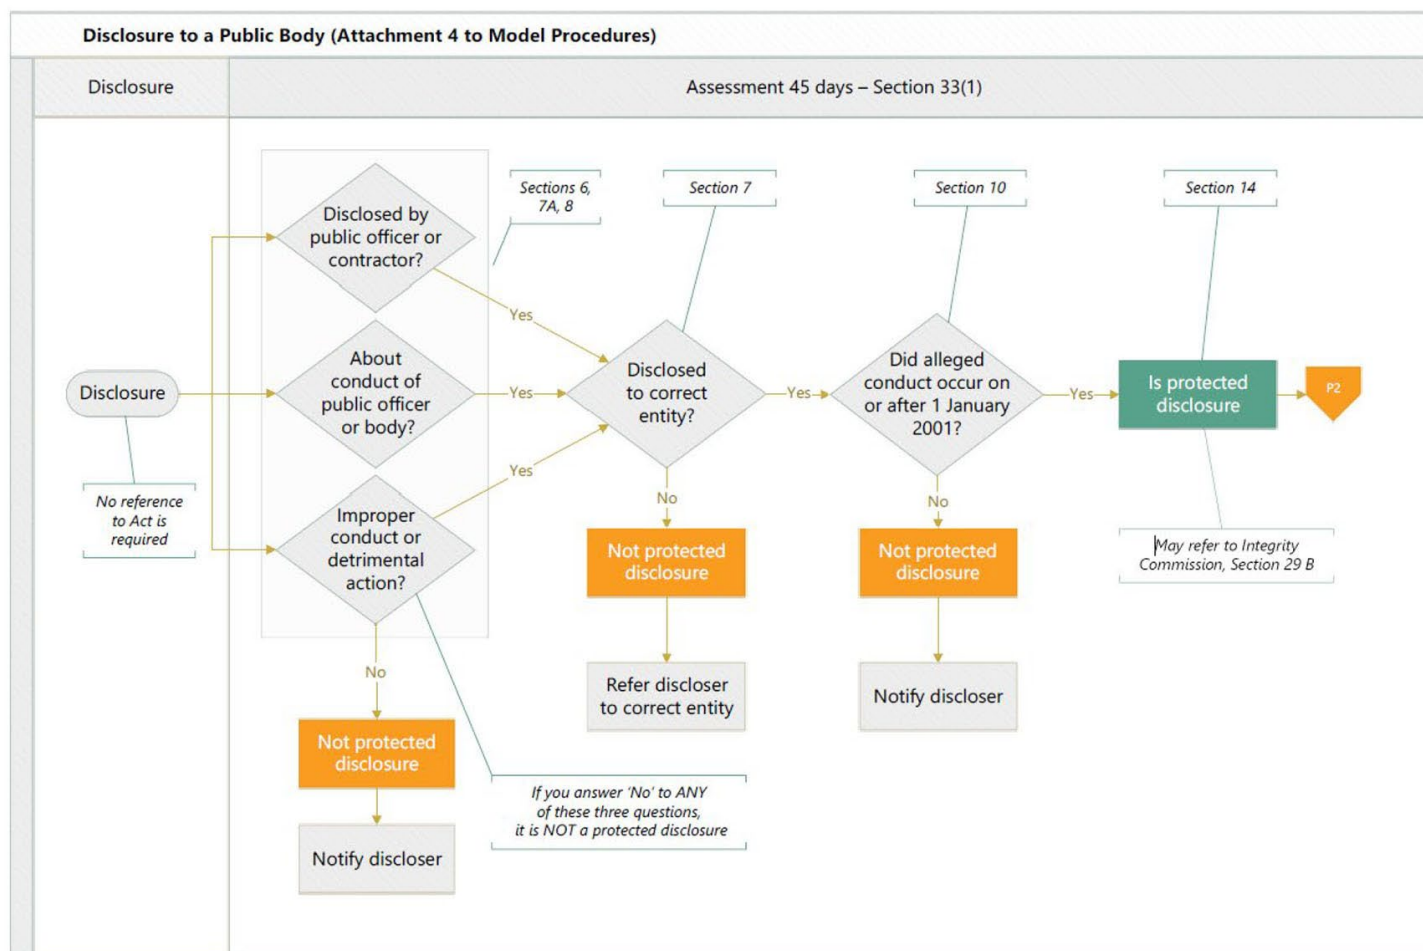 Disclosure to a Public Body (Attachment 4 to Model Procedures)
Disclosure
Assessment 45 days – Section 33(1)
Disclosure
No reference
to Act is
required
Disclosed by
public officer or
contractor?
Yes
About
conduct of
public officer
or body?
Yes
Improper
conduct or
detrimental
action?
Yes
No
Not protected
disclosure
Notify discloser
If you answer ‘No’ to ANY
of these three questions,
it is NOT a protected disclosure
Sections 6,
7A, 8
Section 7
Disclosed
to correct
entity?
Yes
No
Not protected
disclosure
Refer discloser
to correct entity
Section 10
Did alleged
conduct occur on
or after 1 January
2001?
Yes
No
Not protected
disclosure
Notify discloser
Section 14
Is protected
disclosure
P2
May refer to Integrity
Commission, Section 29 B